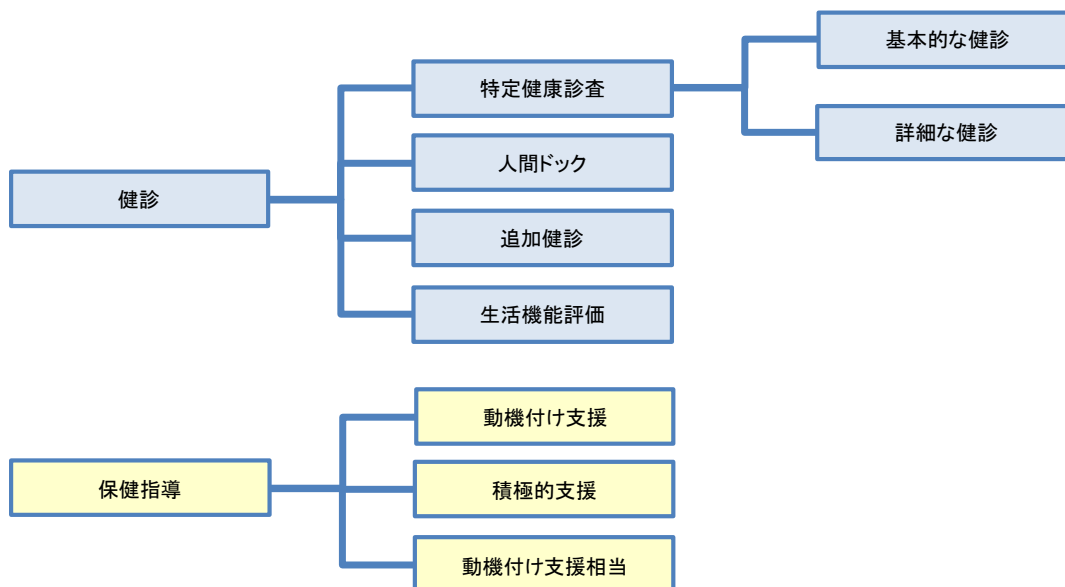 健診
特定健康診査
基本的な健診
詳細な健診
人間ドック
追加健診
生活機能評価
保健指導
動機付け支援
積極的支援
動機付け支援相当